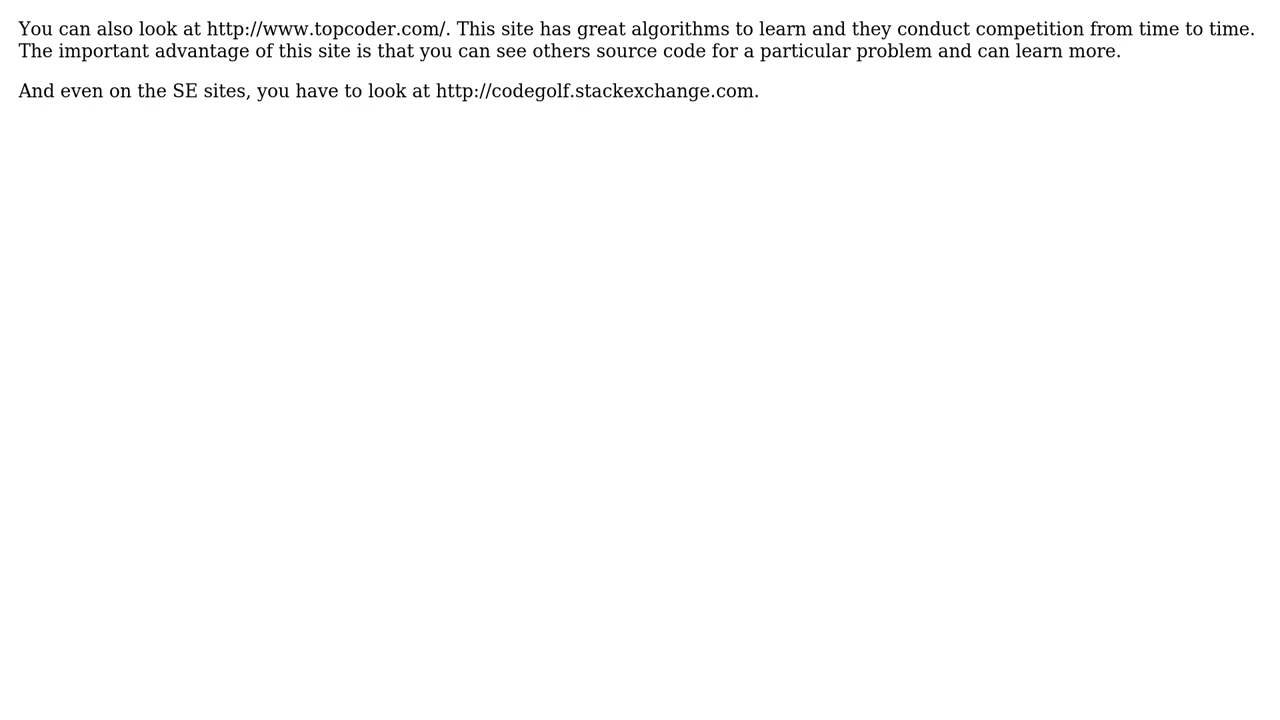 You can also look at http://www.topcoder.com/. This site has great algorithms to learn and they conduct competition from time to time.
The important advantage of this site is that you can see others source code for a particular problem and can learn more.
And even on the SE sites, you have to look at http://codegolf.stackexchange.com.